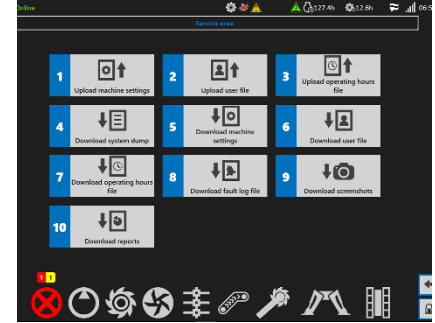 Online
127.4h
12.6h
06:5
Service area
1
Upload machine settings
2
Upload user file
3
Upload operating hours
file
4
Download system dump
5
Download machine
settings
6
Download user file
7
Download operating hours
file
8
Download fault log file
9
Download screenshots
10
Download reports
1
1